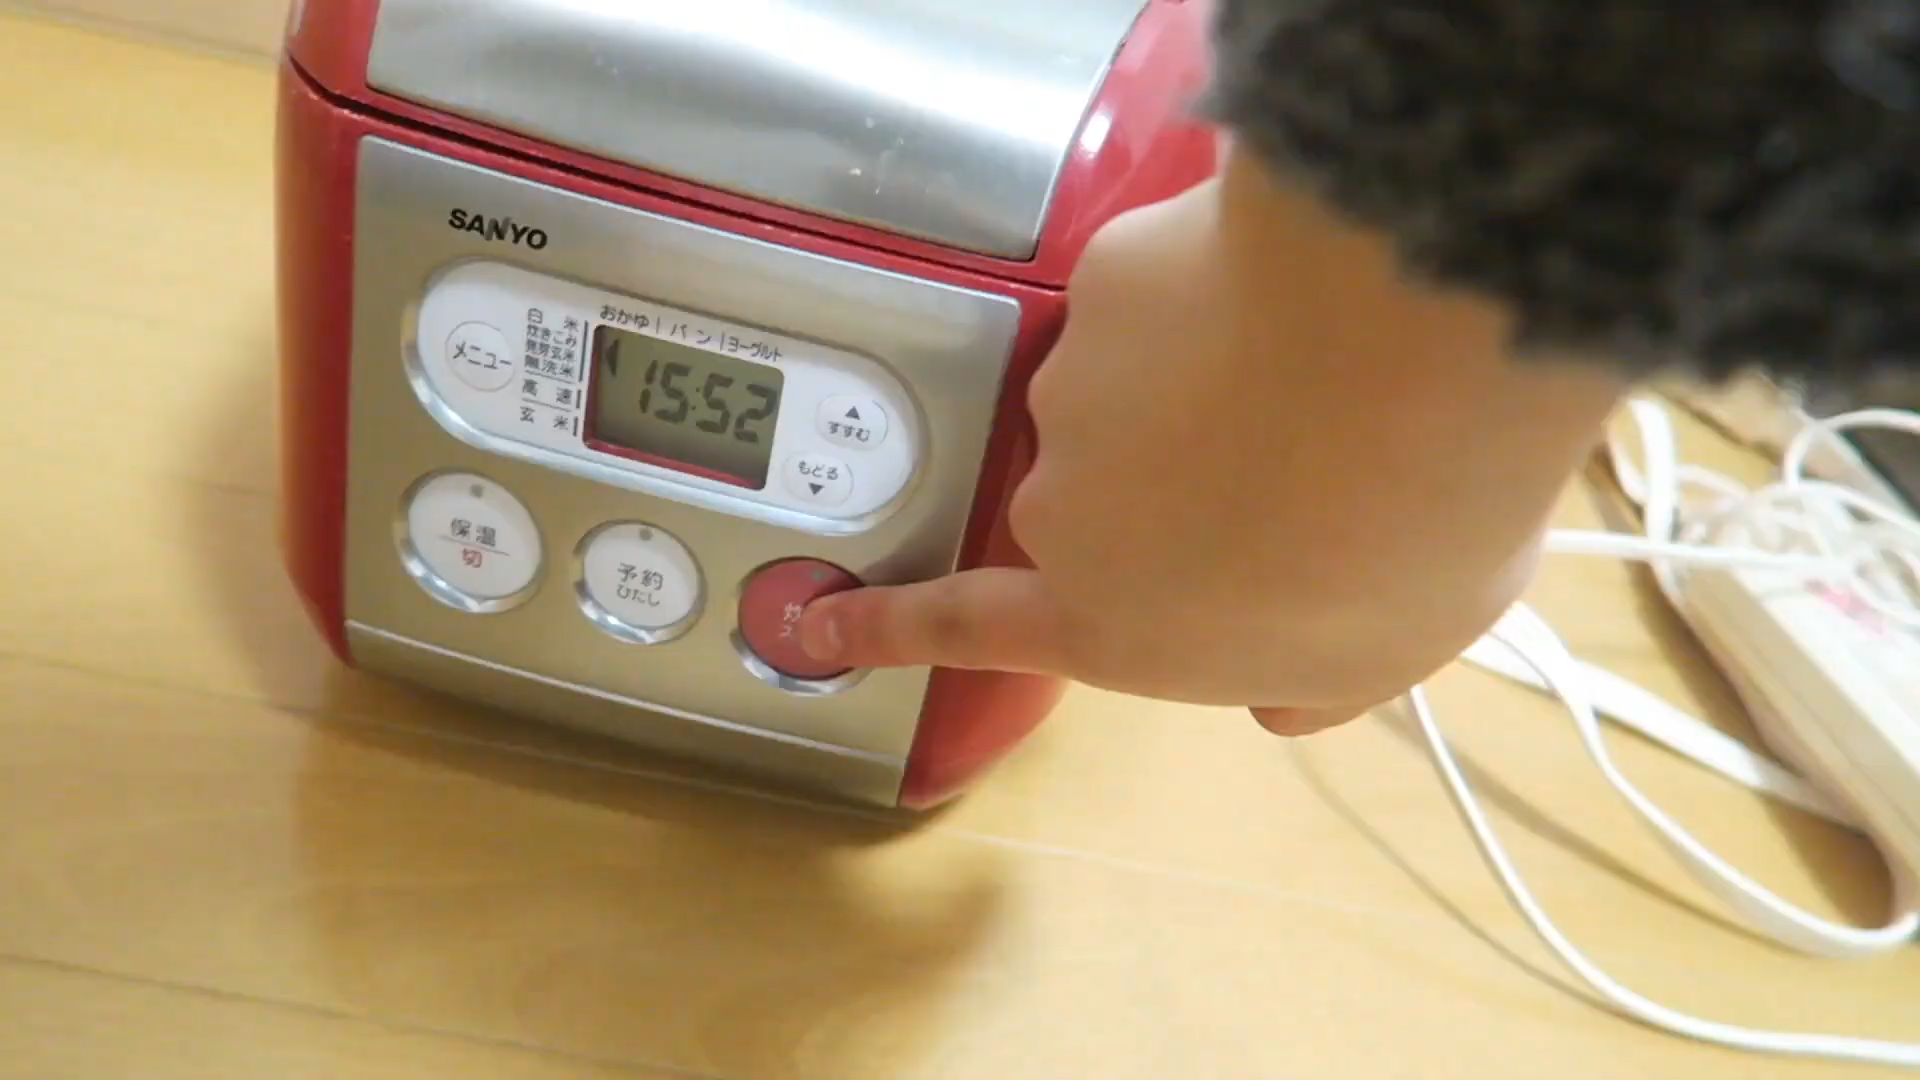 SANYO
メニュー
白米
炊きこみ
発芽玄米
無洗米
高速
玄米
おかゆ|パン|ヨーグルト
15:52
▲
すすむ
もどる
▼
保温
切
予約
ひたし
炊